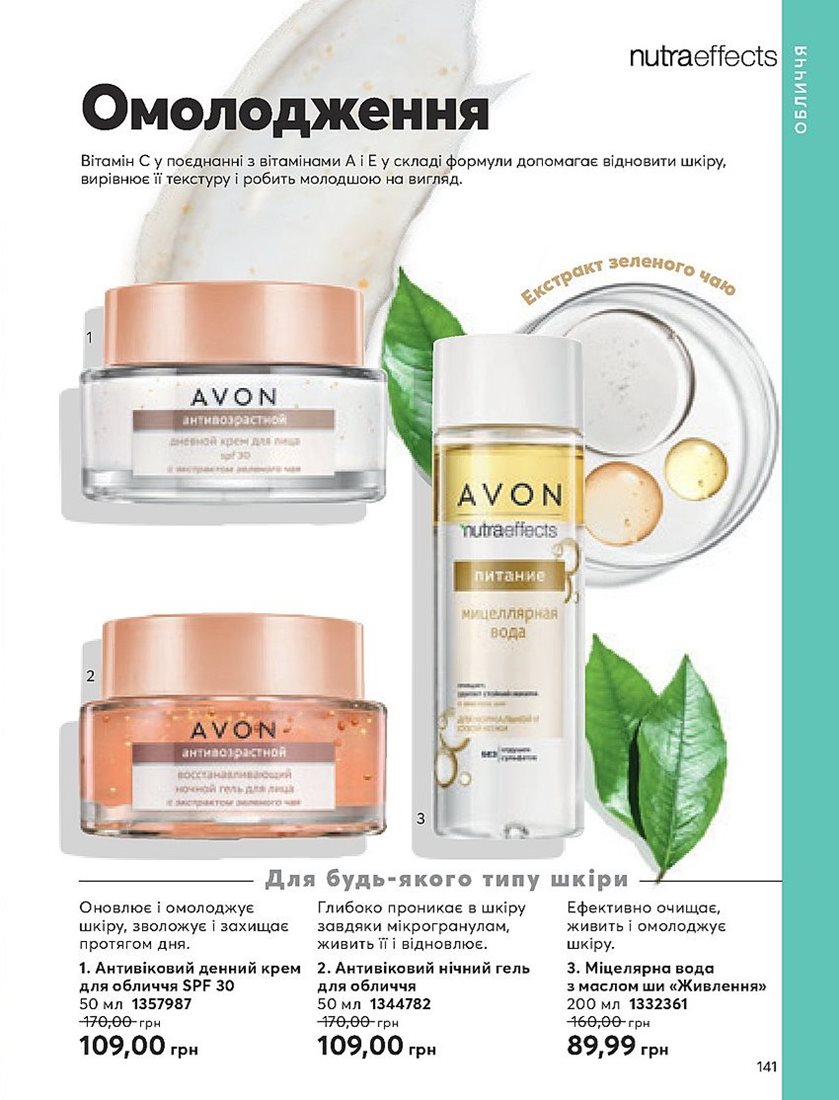 nutraeffects
ОБЛИЧЧЯ
Омолодження
Вітамін С у поєднанні з вітамінами А і Е у складі формули допомагає відновити шкіру,
вирівнює її текстуру і робить молодшою на вигляд.
Екстракт зеленого чаю
1
AVON
антивозрастной
дневной крем для лица
spf 30
с экстрактом зеленого чая
2
AVON
антивозрастной
восстанавливающий
ночной гель для лица
с экстрактом зеленого чая
3
AVON
nutraeffects
питание
мицеллярная
вода
для нормальной и
сухой кожи
без
Для будь-якого типу шкіри
Оновлює і омолоджує
шкіру, зволожує і захищає
протягом дня.
1. Антивіковий денний крем
для обличчя SPF 30
50 мл 1357987
170,00 грн
109,00 грн
Глибоко проникає в шкіру
завдяки мікрогранулам,
живить її і відновлює.
2. Антивіковий нічний гель
для обличчя
50 мл 1344782
170,00 грн
109,00 грн
Ефективно очищає,
живить і омолоджує
шкіру.
3. Міцелярна вода
з маслом ши «Живлення»
200 мл 1332361
160,00 грн
89,99 грн
141